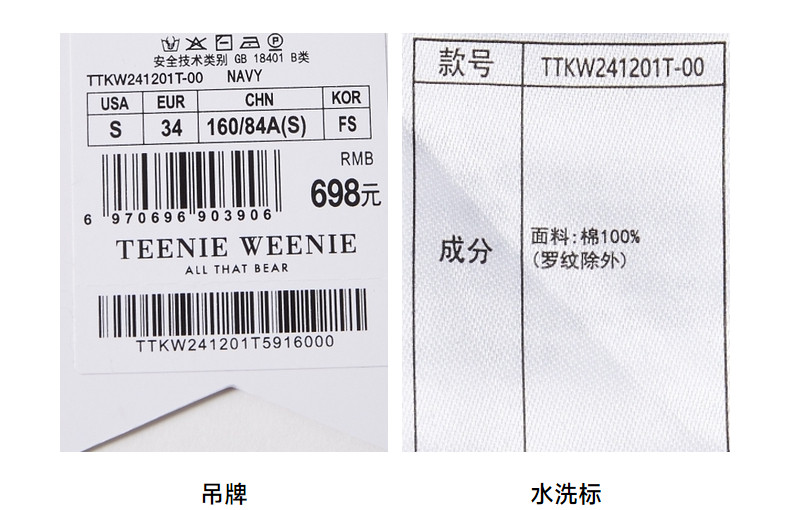 安全技术类别 GB 18401 B类
TTKW241201T-00 NAVY
USA EUR CHN KOR
S 34 160/84A(S) FS
RMB
698元
6 970696 903906
TEENIE WEENIE
ALL THAT BEAR
TTKW241201T5916000
吊牌
款号 TTKW241201T-00
成分 面料:棉100%
(罗纹除外)
水洗标